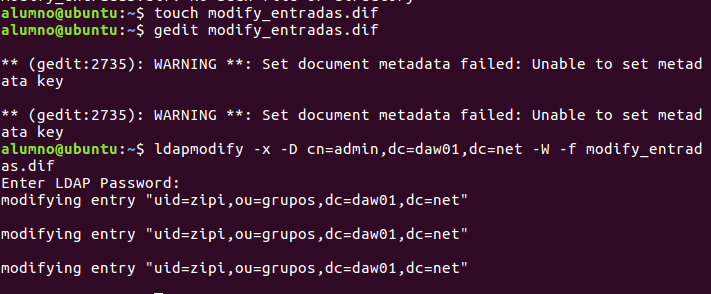 alumno@ubuntu:~$ touch modify_entradas.dif
alumno@ubuntu:~$ gedit modify_entradas.dif
** (gedit:2735): WARNING **: Set document metadata failed: Unable to set metad
ata key
** (gedit:2735): WARNING **: Set document metadata failed: Unable to set metad
ata key
alumno@ubuntu:~$ ldapmodify -x -D cn=admin,dc=daw01,dc=net -W -f modify_entrad
as.dif
Enter LDAP Password:
modifying entry "uid=zipi,ou=grupos,dc=daw01,dc=net"
modifying entry "uid=zipi,ou=grupos,dc=daw01,dc=net"
modifying entry "uid=zipi,ou=grupos,dc=daw01,dc=net"